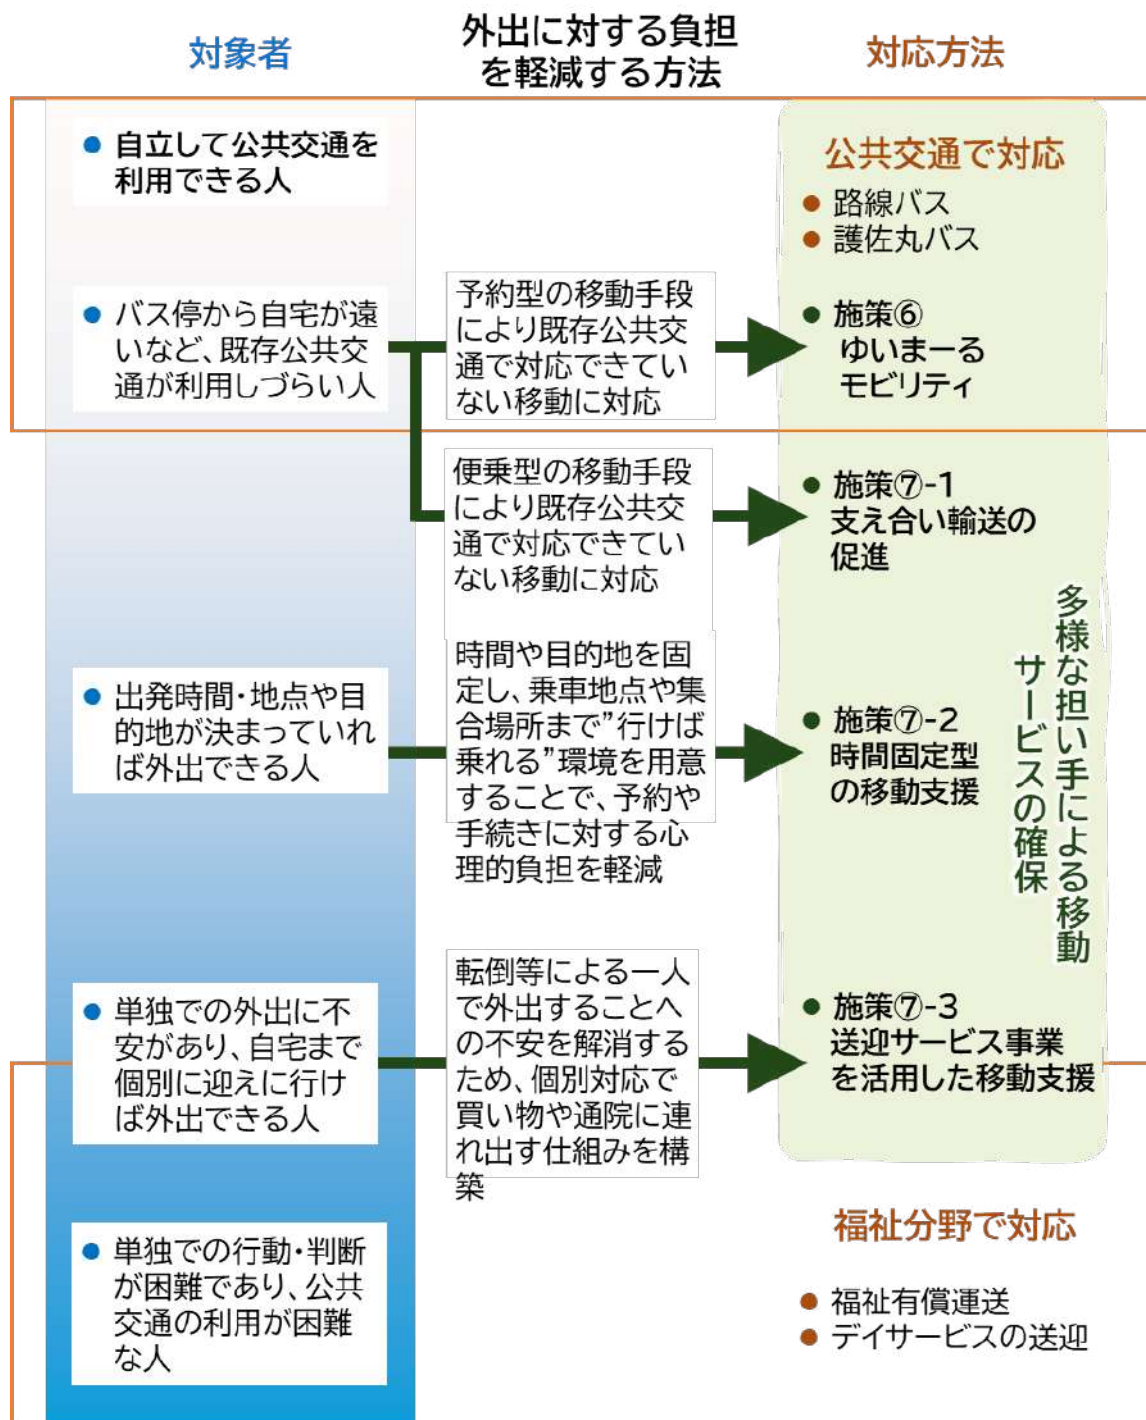 対象者
外出に対する負担
を軽減する方法
対応方法
自立して公共交通を
利用できる人
公共交通で対応
路線バス
護佐丸バス
バス停から自宅が遠
いなど、既存公共交
通が利用しづらい人
予約型の移動手段
により既存公共交
通で対応できてい
ない移動に対応
施策⑥
ゆいまーる
モビリティ
便乗型の移動手段
により既存公共交
通で対応できてい
ない移動に対応
施策⑦-1
支え合い輸送の
促進
出発時間・地点や目
的地が決まっていれ
ば外出できる人
時間や目的地を固
定し、乗車地点や集
合場所まで”行けば
乗れる”環境を用意
することで、予約や
手続きに対する心
理的負担を軽減
施策⑦-2
時間固定型
の移動支援
多様な担い手による移動
サービスの確保
単独での外出に不
安があり、自宅まで
個別に迎えに行け
ば外出できる人
転倒等による一人
で外出することへ
の不安を解消する
ため、個別対応で
買い物や通院に連
れ出す仕組みを構
築
施策⑦-3
送迎サービス事業
を活用した移動支援
単独での行動・判断
が困難であり、公共
交通の利用が困難
な人
福祉分野で対応
福祉有償運送
デイサービスの送迎